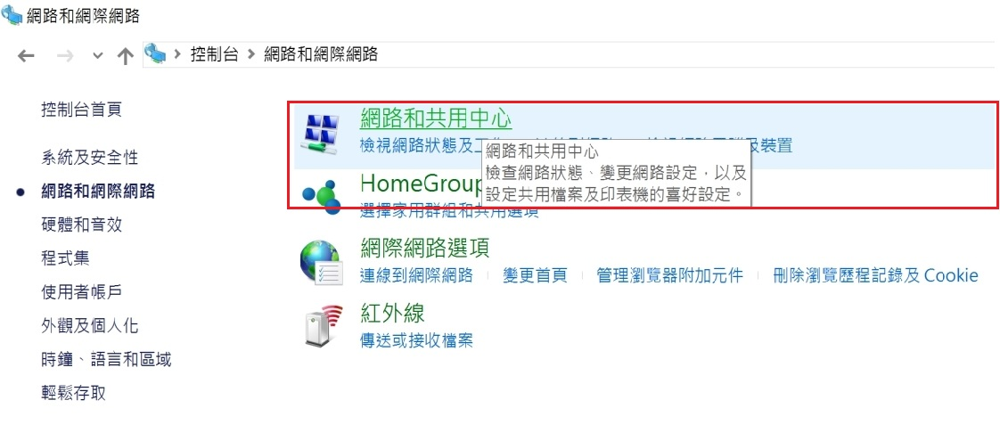 網路和網際網路
控制台 > 網路和網際網路
控制台首頁
系統及安全性
網路和網際網路
硬體和音效
程式集
使用者帳戶
外觀及個人化
時鐘、語言和區域
輕鬆存取
網路和共用中心
檢視網路狀態及工 及裝置
網路和共用中心
檢查網路狀態、變更網路設定，以及
設定共用檔案及印表機的喜好設定。
HomeGroup
選擇家用群組和共用選項
網際網路選項
連線到網際網路 變更首頁 管理瀏覽器附加元件 刪除瀏覽歷程記錄及 Cookie
紅外線
傳送或接收檔案